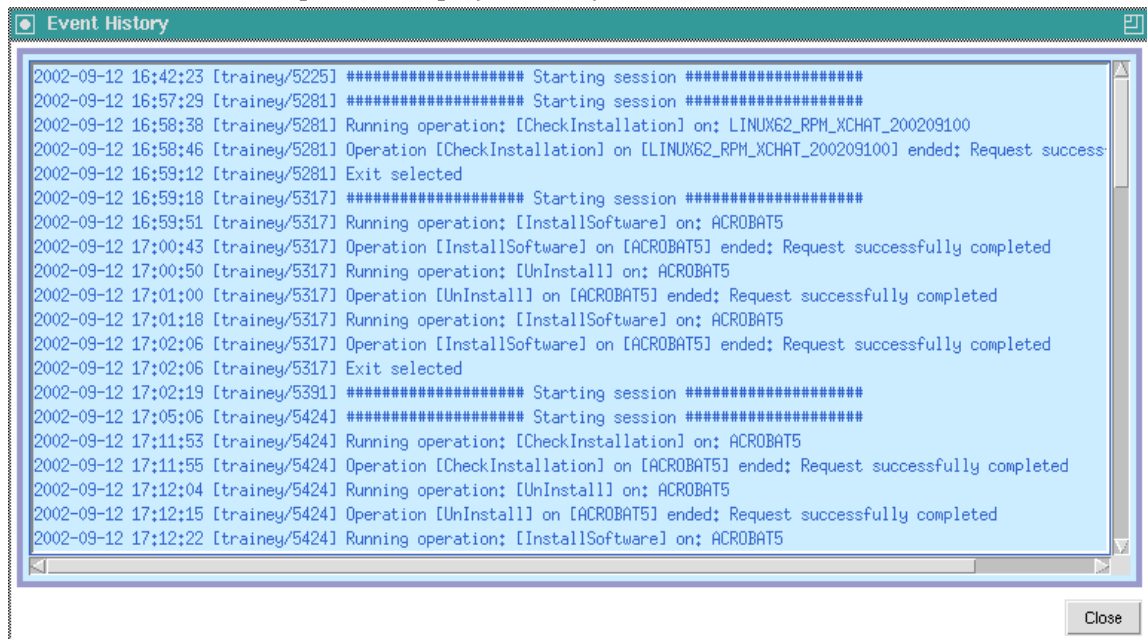 Event History
2002-09-12 16:42:23 [trainey/5225] #################### Starting session ####################
2002-09-12 16:57:29 [trainey/5281] #################### Starting session ####################
2002-09-12 16:58:38 [trainey/5281] Running operation: [CheckInstallation] on: LINUX62_RPM_XCHAT_200209100
2002-09-12 16:58:46 [trainey/5281] Operation [CheckInstallation] on [LINUX62_RPM_XCHAT_200209100] ended: Request success
2002-09-12 16:59:12 [trainey/5281] Exit selected
2002-09-12 16:59:18 [trainey/5317] #################### Starting session ####################
2002-09-12 16:59:51 [trainey/5317] Running operation: [InstallSoftware] on: ACROBAT5
2002-09-12 17:00:43 [trainey/5317] Operation [InstallSoftware] on [ACROBAT5] ended: Request successfully completed
2002-09-12 17:00:50 [trainey/5317] Running operation: [UnInstall] on: ACROBAT5
2002-09-12 17:01:00 [trainey/5317] Operation [UnInstall] on [ACROBAT5] ended: Request successfully completed
2002-09-12 17:01:18 [trainey/5317] Running operation: [InstallSoftware] on: ACROBAT5
2002-09-12 17:02:06 [trainey/5317] Operation [InstallSoftware] on [ACROBAT5] ended: Request successfully completed
2002-09-12 17:02:06 [trainey/5317] Exit selected
2002-09-12 17:02:19 [trainey/5391] #################### Starting session ####################
2002-09-12 17:05:06 [trainey/5424] #################### Starting session ####################
2002-09-12 17:11:53 [trainey/5424] Running operation: [CheckInstallation] on: ACROBAT5
2002-09-12 17:11:55 [trainey/5424] Operation [CheckInstallation] on [ACROBAT5] ended: Request successfully completed
2002-09-12 17:12:04 [trainey/5424] Running operation: [UnInstall] on: ACROBAT5
2002-09-12 17:12:15 [trainey/5424] Operation [UnInstall] on [ACROBAT5] ended: Request successfully completed
2002-09-12 17:12:22 [trainey/5424] Running operation: [InstallSoftware] on: ACROBAT5
Close